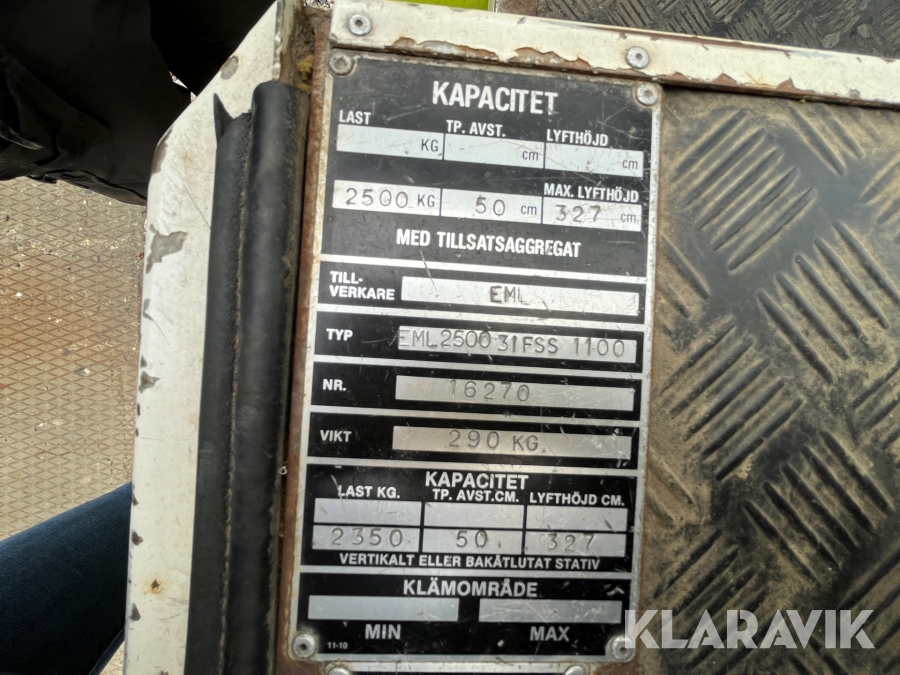 KAPACITET
LAST TP. AVST. LYFTHÖJD
KG cm cm
MAX. LYFTHÖJD
2500 KG 50 cm 327 cm
MED TILLSATSAGGREGAT
TILL-
VERKARE EML
TYP EML2500 31FSS 1100
NR. 16270
VIKT 290 KG.
KAPACITET
LAST KG. TP. AVST.CM. LYFTHÖJD CM.
2350 50 327
VERTIKALT ELLER BAKÅTLUTAT STATIV
KLÄMOMRÅDE
MIN MAX
11-10
KLARAVIK